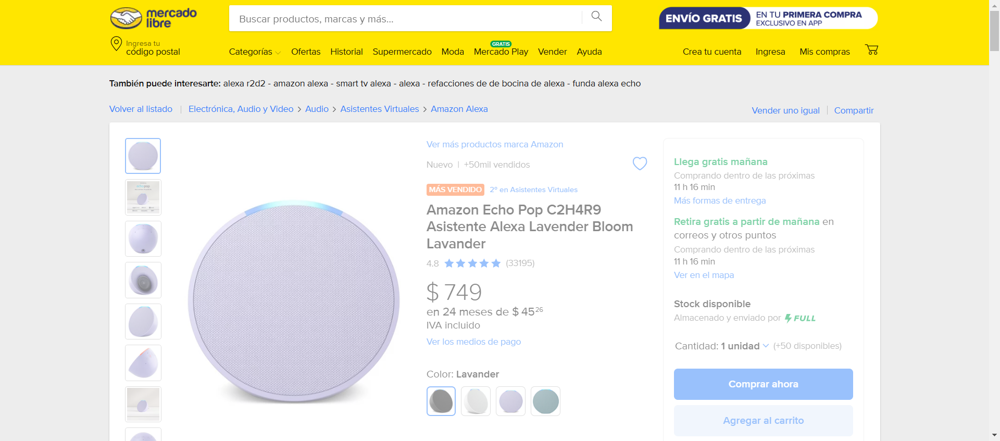 mercado
libre
Buscar productos, marcas y más...
ENVÍO GRATIS
EN TU PRIMERA COMPRA
EXCLUSIVO EN APP
Ingresa tu
código postal
Categorías
Ofertas
Historial
Supermercado
Moda
GRATIS
Mercado Play
Vender
Ayuda
Crea tu cuenta
Ingresa
Mis compras
También puede interesarte: alexa r2d2 - amazon alexa - smart tv alexa - alexa - refacciones de de bocina de alexa - funda alexa echo
Volver al listado | Electrónica, Audio y Video > Audio > Asistentes Virtuales > Amazon Alexa
Vender uno igual | Compartir
echo pop
Ver más productos marca Amazon
Nuevo | +50mil vendidos
MÁS VENDIDO 2º en Asistentes Virtuales
Amazon Echo Pop C2H4R9
Asistente Alexa Lavender Bloom
Lavander
4.8 (33195)
$ 749
en 24 meses de $ 45 26
IVA incluido
Ver los medios de pago
Color: Lavander
Llega gratis mañana
Comprando dentro de las próximas
11 h 16 min
Más formas de entrega
Retira gratis a partir de mañana en
correos y otros puntos
Comprando dentro de las próximas
11 h 16 min
Ver en el mapa
Stock disponible
Almacenado y enviado por FULL
Cantidad: 1 unidad (+50 disponibles)
Comprar ahora
Agregar al carrito